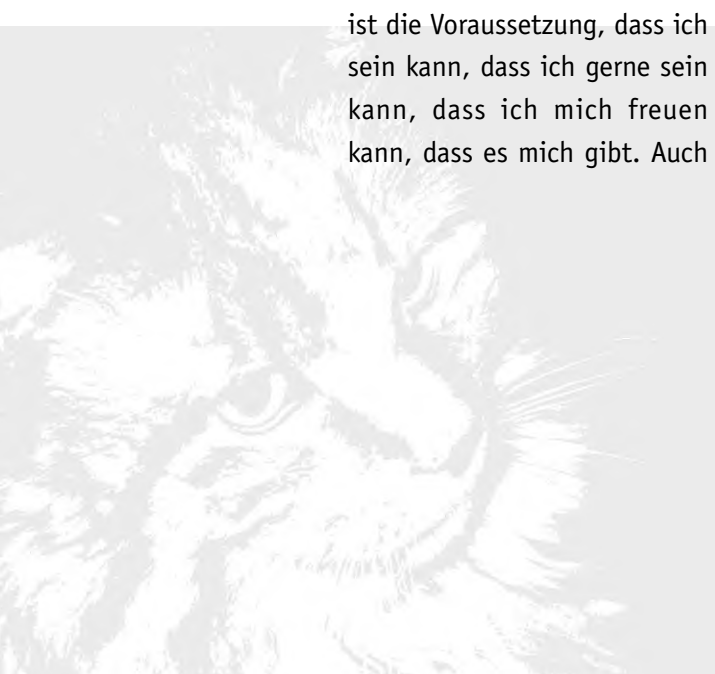 ist die Voraussetzung, dass ich
sein kann, dass ich gerne sein
kann, dass ich mich freuen
kann, dass es mich gibt. Auch